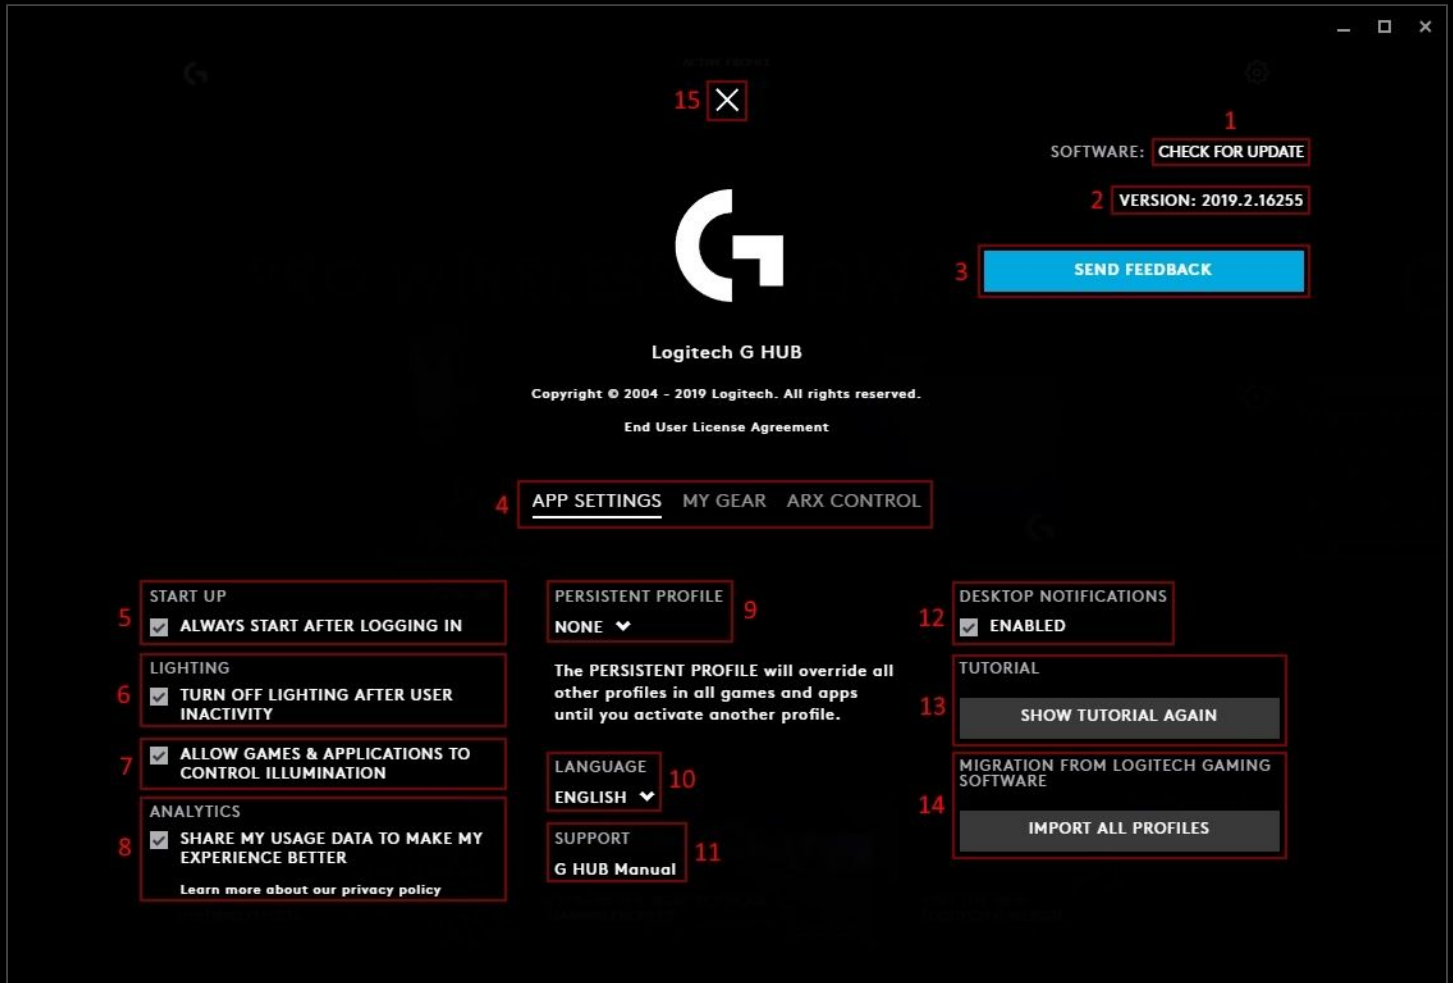 15
1
SOFTWARE: CHECK FOR UPDATE
2 VERSION: 2019.2.16255
3 SEND FEEDBACK
Logitech G HUB
Copyright © 2004 - 2019 Logitech. All rights reserved.
End User License Agreement
4 APP SETTINGS MY GEAR ARX CONTROL
START UP
5 ALWAYS START AFTER LOGGING IN
LIGHTING
6 TURN OFF LIGHTING AFTER USER
INACTIVITY
7 ALLOW GAMES & APPLICATIONS TO
CONTROL ILLUMINATION
ANALYTICS
8 SHARE MY USAGE DATA TO MAKE MY
EXPERIENCE BETTER
Learn more about our privacy policy
PERSISTENT PROFILE
NONE 9
The PERSISTENT PROFILE will override all
other profiles in all games and apps
until you activate another profile.
LANGUAGE
ENGLISH 10
SUPPORT
G HUB Manual 11
DESKTOP NOTIFICATIONS
12 ENABLED
TUTORIAL
13 SHOW TUTORIAL AGAIN
MIGRATION FROM LOGITECH GAMING
SOFTWARE
14 IMPORT ALL PROFILES